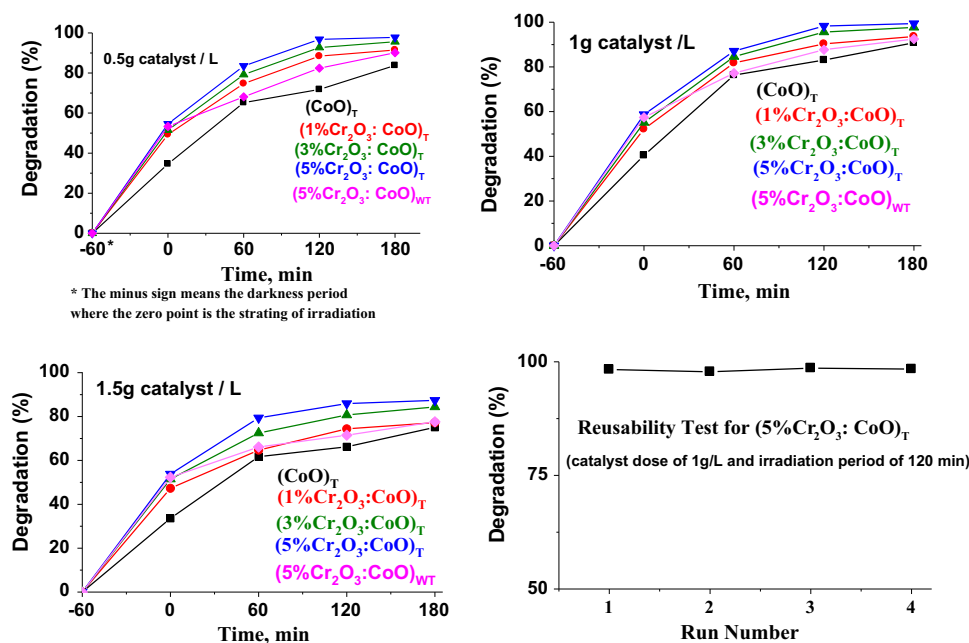 Degradation (%)
100
80
60
40
20
0
0.5g catalyst / L
(CoO)T
(1%Cr2O3: CoO)T
(3%Cr2O3: CoO)T
(5%Cr2O3: CoO)T
(5%Cr2O3: CoO)WT
-60* 0 60 120 180
Time, min
* The minus sign means the darkness period
where the zero point is the strating of irradiation
Degradation (%)
100
80
60
40
20
0
1g catalyst /L
(CoO)T
(1%Cr2O3:CoO)T
(3%Cr2O3:CoO)T
(5%Cr2O3:CoO)T
(5%Cr2O3:CoO)WT
-60 0 60 120 180
Time, min
Degradation (%)
100
80
60
40
20
0
1.5g catalyst / L
(CoO)T
(1%Cr2O3:CoO)T
(3%Cr2O3:CoO)T
(5%Cr2O3:CoO)T
(5%Cr2O3:CoO)WT
-60 0 60 120 180
Time, min
Degradation (%)
100
75
50
Reusability Test for (5%Cr2O3: CoO)T
(catalyst dose of 1g/L and irradiation period of 120 min)
1 2 3 4
Run Number